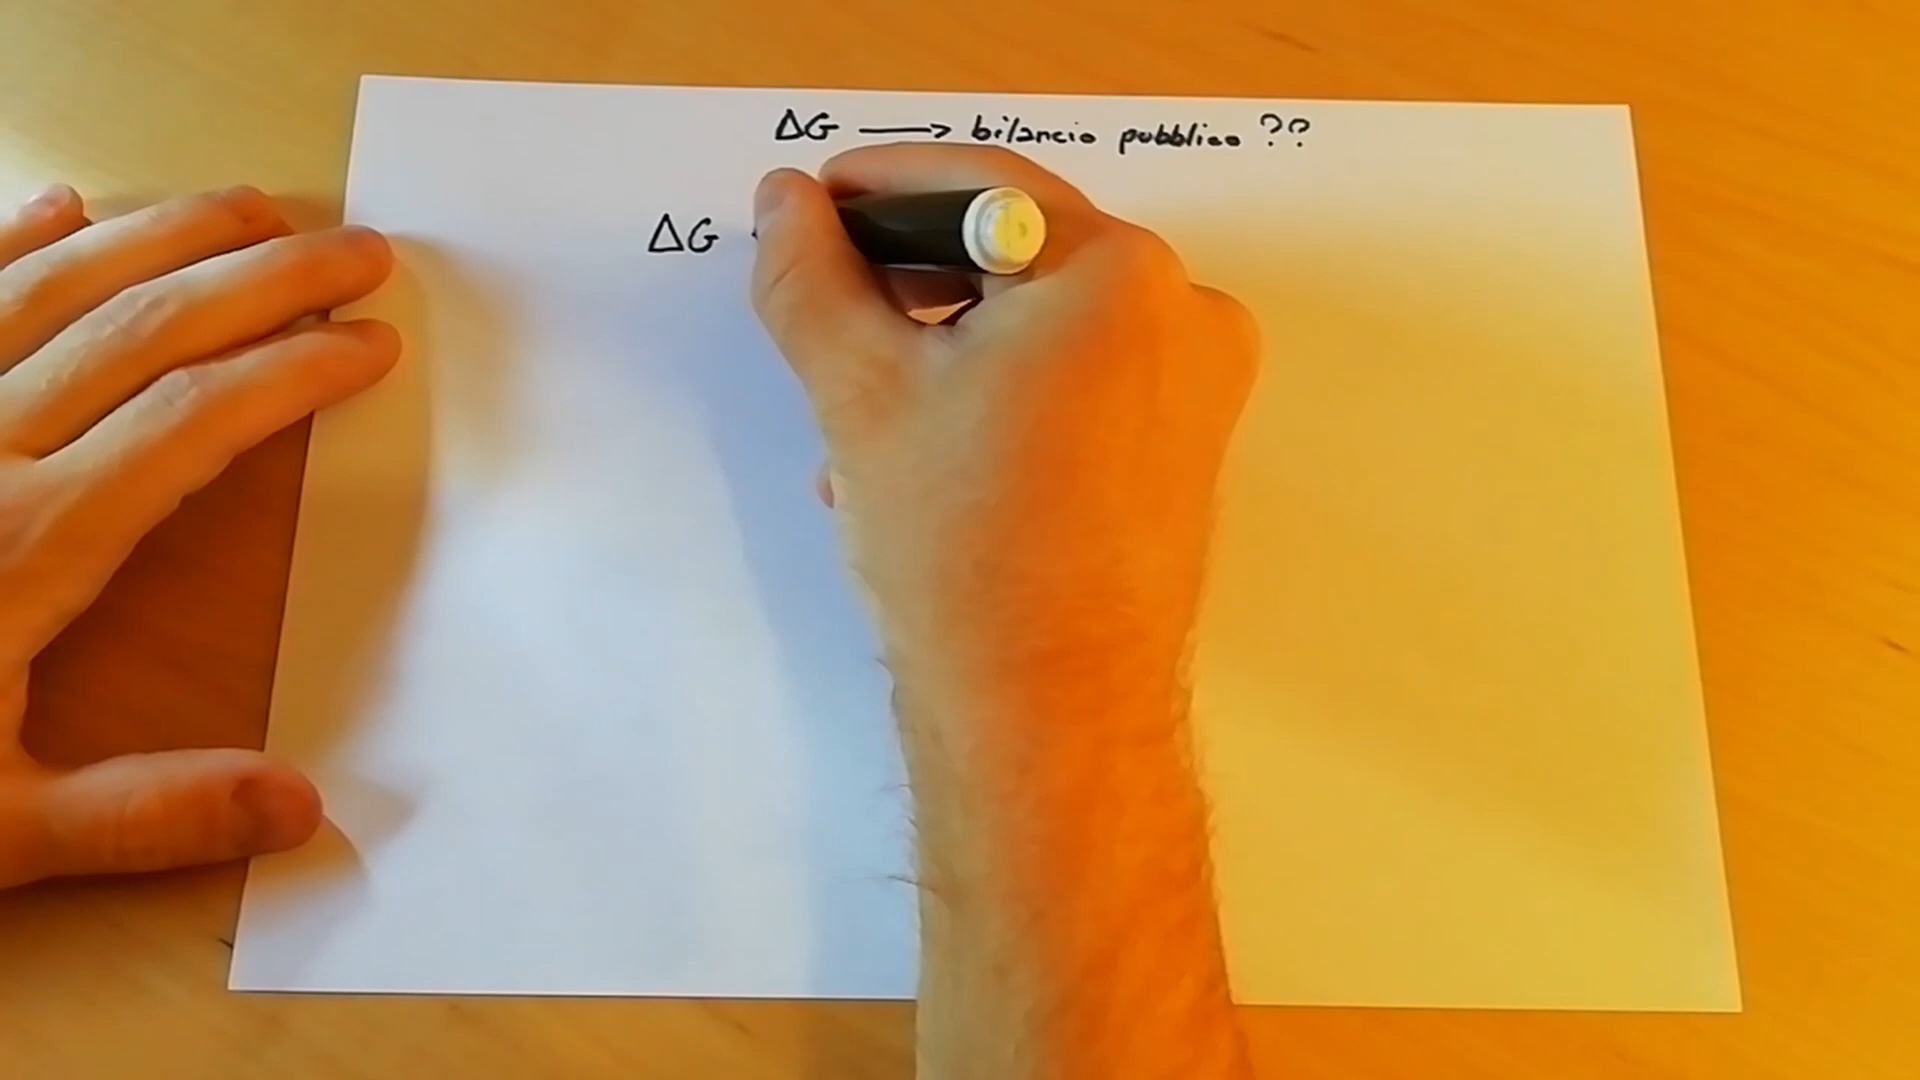 ΔG ⟶ bilancio pubblico ??
ΔG